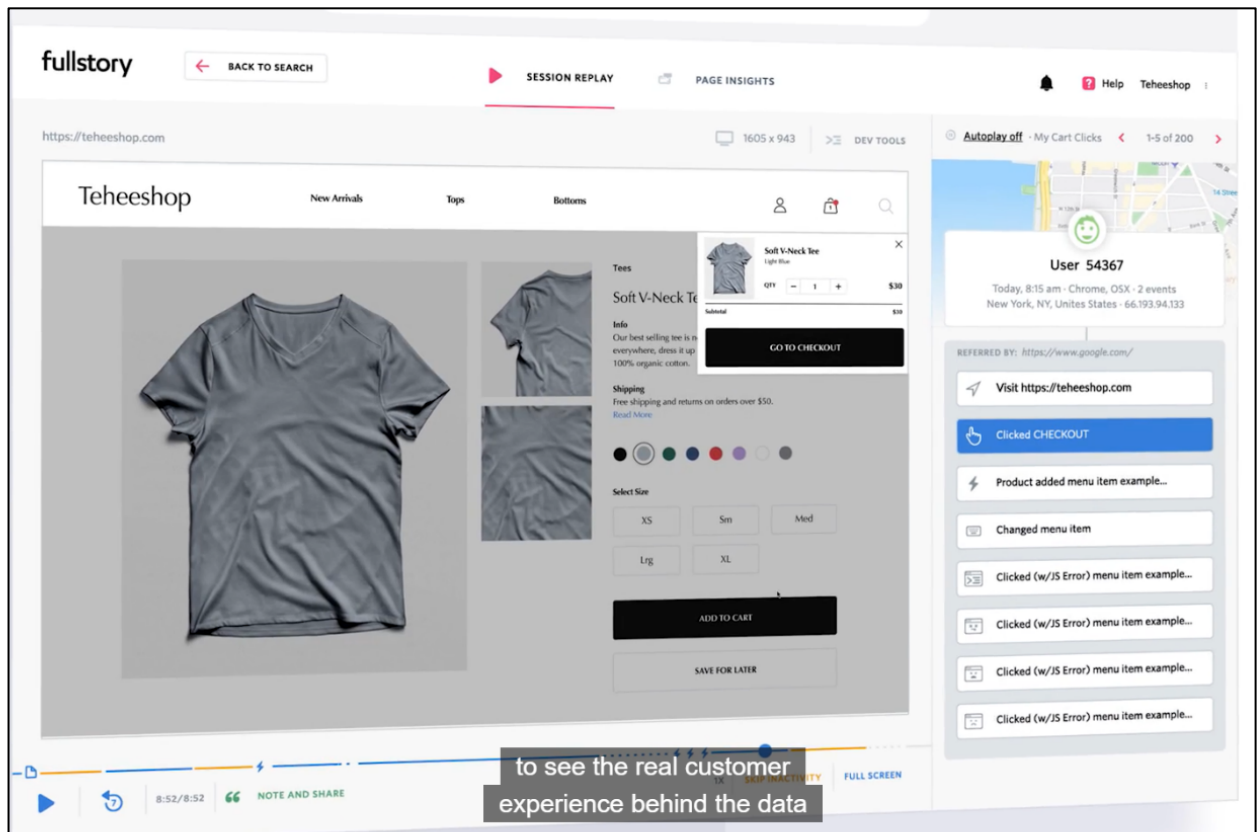 fullstory
BACK TO SEARCH
SESSION REPLAY
PAGE INSIGHTS
? Help
Teheeshop
https://teheeshop.com
1605 x 943
DEV TOOLS
Autoplay off · My Cart Clicks
1-5 of 200
Teheeshop
New Arrivals
Tops
Bottoms
1
Soft V-Neck Tee
Light Blue
QTY − 1 + $30
Subtotal $30
GO TO CHECKOUT
Tees
Soft V-Neck Te
Info
Our best selling tee is n
everywhere, dress it up
100% organic cotton.
Shipping
Free shipping and returns on orders over $50.
Read More
Select Size
XS
Sm
Med
Lrg
XL
ADD TO CART
SAVE FOR LATER
User 54367
Today, 8:15 am · Chrome, OSX · 2 events
New York, NY, Unites States · 66.193.94.133
REFERRED BY: https://www.google.com/
Visit https://teheeshop.com
Clicked CHECKOUT
Product added menu item example...
Changed menu item
Clicked (w/JS Error) menu item example...
Clicked (w/JS Error) menu item example...
Clicked (w/JS Error) menu item example...
Clicked (w/JS Error) menu item example...
7
8:52/8:52
NOTE AND SHARE
1X
SKIP INACTIVITY
FULL SCREEN
to see the real customer
experience behind the data